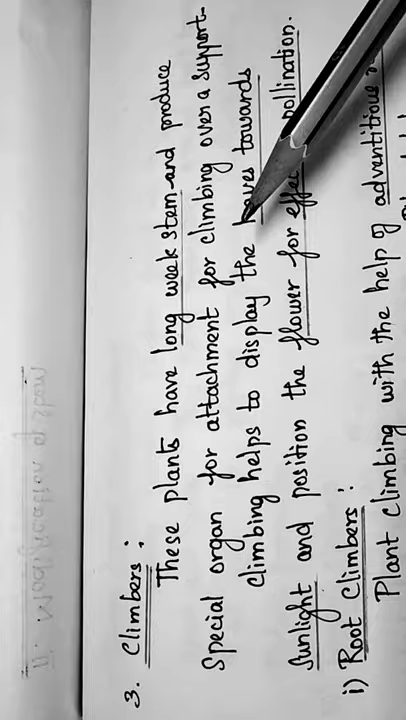 3. Climbers:
These plants have long week stem and produce
Special organ for attachment for climbing over a support.
Climbing helps to display the towards
Sunlight and position the flower for pollination.
i) Root Climbers:
Plant climbing with the help of adventitious